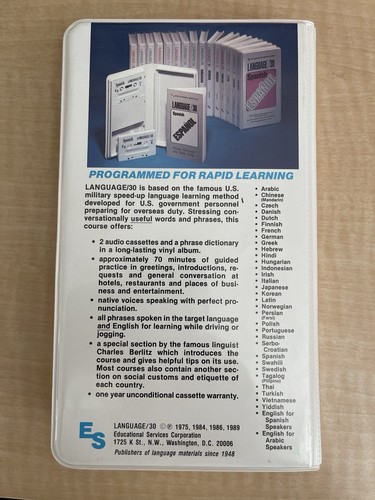 LANGUAGE/30
Spanish
ESPAÑOL
LANGUAGE/30
Spanish
ESPAÑOL
PROGRAMMED FOR RAPID LEARNING
LANGUAGE/30 is based on the famous U.S.
military speed-up language learning method
developed for U.S. government personnel
preparing for overseas duty. Stressing con-
versationally useful words and phrases, this
course offers:
• 2 audio cassettes and a phrase dictionary
in a long-lasting vinyl album.
• approximately 70 minutes of guided
practice in greetings, introductions, re-
quests and general conversation at
hotels, restaurants and places of busi-
ness and entertainment.
• native voices speaking with perfect pro-
nunciation.
• all phrases spoken in the target language
and English for learning while driving or
jogging.
• a special section by the famous linguist
Charles Berlitz which introduces the
course and gives helpful tips on its use.
Most courses also contain another sec-
tion on social customs and etiquette of
each country.
• one year unconditional cassette warranty.
• Arabic
• Chinese
(Mandarin)
• Czech
• Danish
• Dutch
• Finnish
• French
• German
• Greek
• Hebrew
• Hindi
• Hungarian
• Indonesian
• Irish
• Italian
• Japanese
• Korean
• Latin
• Norwegian
• Persian
(Farsi)
• Polish
• Portuguese
• Russian
• Serbo-
Croatian
• Spanish
• Swahili
• Swedish
• Tagalog
(Pilipino)
• Thai
• Turkish
• Vietnamese
• Yiddish
• English for
Spanish
Speakers
• English for
Arabic
Speakers
ES
LANGUAGE/30 © ℗ 1975, 1984, 1986, 1989
Educational Services Corporation
1725 K St., N.W., Washington, D.C. 20006
Publishers of language materials since 1948